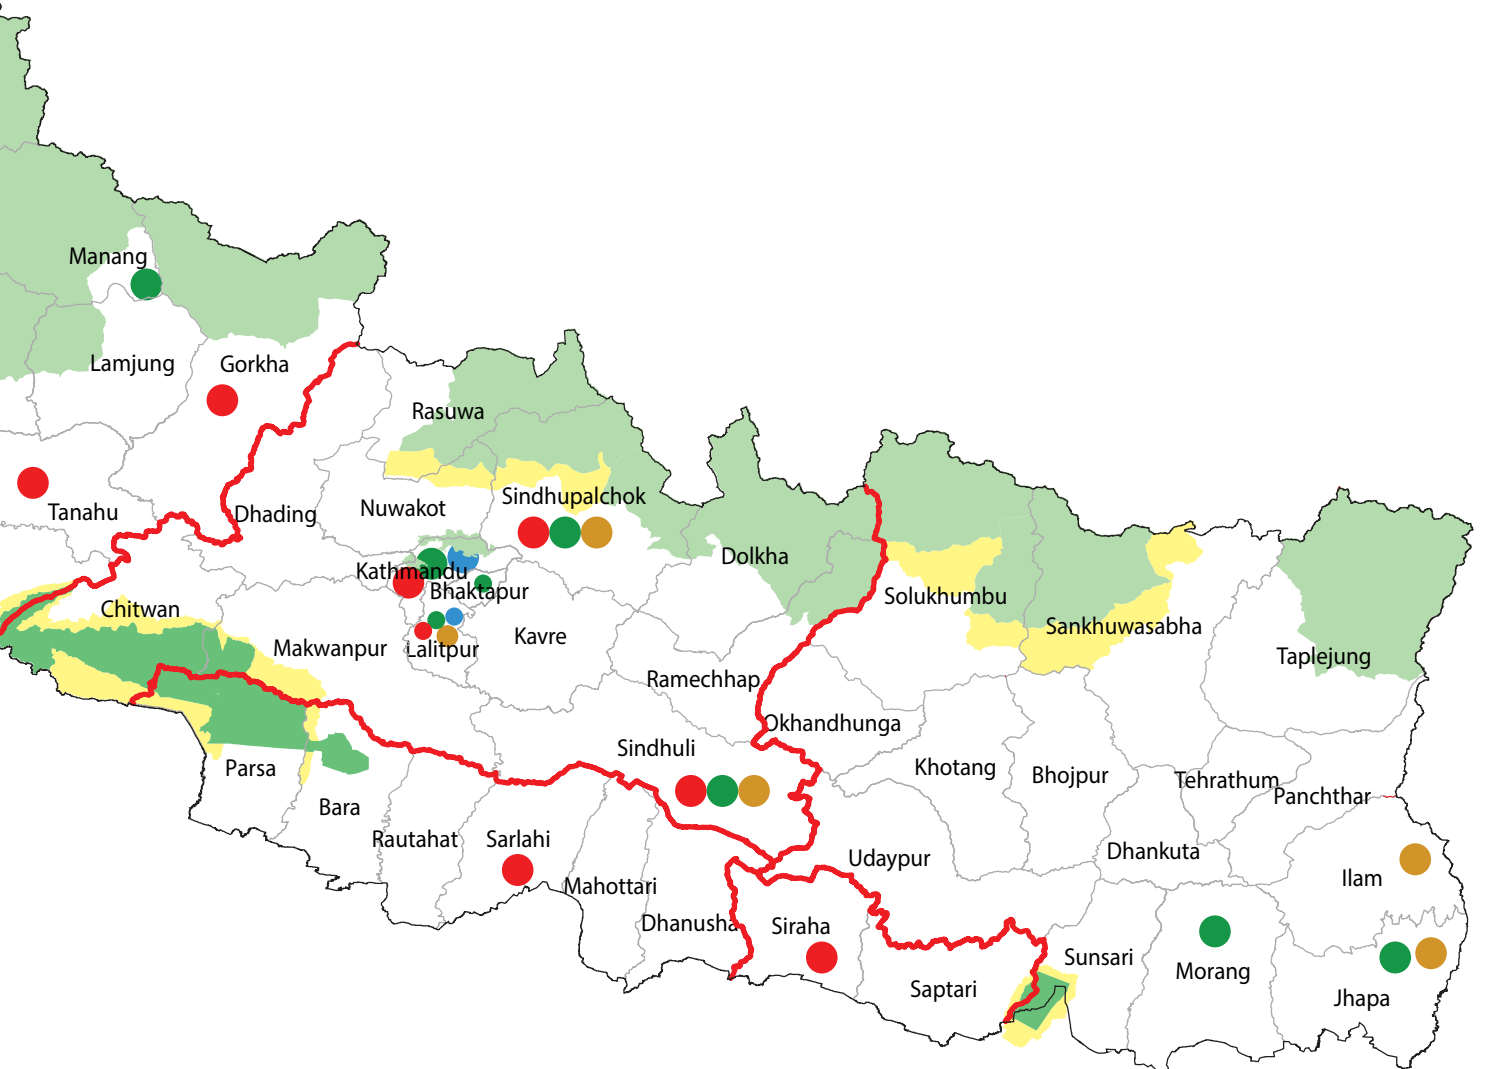 Manang
Lamjung
Gorkha
Rasuwa
Tanahu
Dhading
Nuwakot
Sindhupalchok
Dolkha
Kathmandu
Bhaktapur
Solukhumbu
Chitwan
Sankhuwasabha
Kavre
Makwanpur
Lalitpur
Taplejung
Ramechhap
Okhandhunga
Sindhuli
Parsa
Khotang
Bhojpur
Tehrathum
Panchthar
Bara
Rautahat
Sarlahi
Udaypur
Dhankuta
Ilam
Mahottari
Dhanusha
Siraha
Sunsari
Morang
Saptari
Jhapa